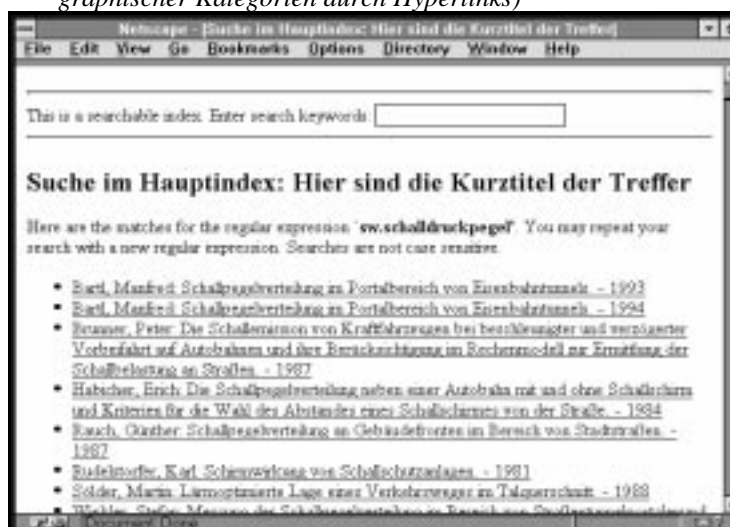 graphischer Kategorien durch Hyperlinks)
Netscape - [Suche im Hauptindex: Hier sind die Kurztitel der Treffer]
File Edit View Go Bookmarks Options Directory Window Help
This is a searchable index. Enter search keywords:
Suche im Hauptindex: Hier sind die Kurztitel der Treffer
Here are the matches for the regular expression 'sw.schalldruckpegel'. You may repeat your
search with a new regular expression. Searches are not case sensitive.
Bartl, Manfred: Schallpegelverteilung im Portalbereich von Eisenbahntunnels. - 1993
Bartl, Manfred: Schallpegelverteilung im Portalbereich von Eisenbahntunnels. - 1994
Brunner, Peter: Die Schallemission von Kraftfahrzeugen bei beschleunigter und verzögerter
Vorbeifahrt auf Autobahnen und ihre Berücksichtigung im Rechenmodell zur Ermittlung der
Schallbelastung an Straßen. - 1987
Habicher, Erich: Die Schallpegelverteilung neben einer Autobahn mit und ohne Schallschirm
und Kriterien für die Wahl des Abstandes eines Schallschirmes von der Straße. - 1984
Rauch, Günther: Schallpegelverteilung an Gebäudefronten im Bereich von Stadtstraßen. -
1987
Rudelstorfer, Karl: Schirmwirkung von Schallschutzanlagen. - 1981
Sölder, Martin: Lärmoptimierte Lage eines Verkehrsweges im Talquerschnitt. - 1988
Document Done